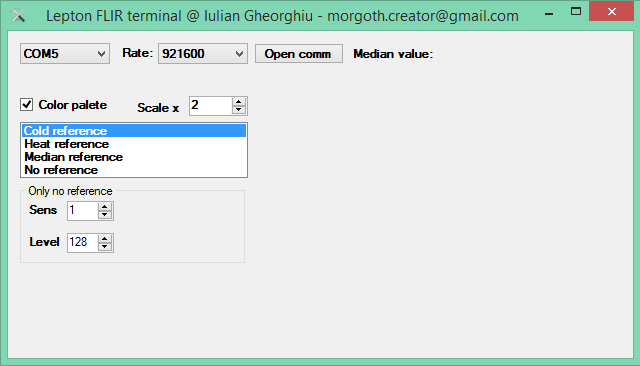 Lepton FLIR terminal @ Iulian Gheorghiu - morgoth.creator@gmail.com
COM5 Rate: 921600 Open comm Median value:
Color palete Scale x 2
Cold reference
Heat reference
Median reference
No reference
Only no reference
Sens 1
Level 128